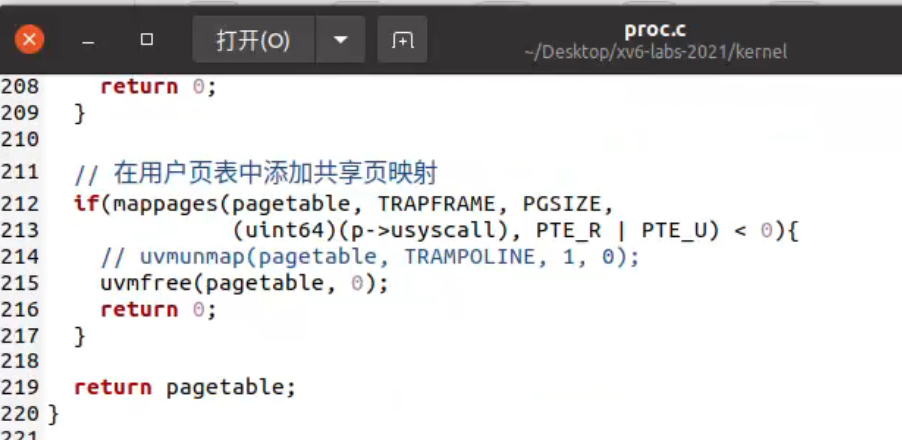 打开(O)
proc.c
~/Desktop/xv6-labs-2021/kernel
208     return 0;
209   }
210
211   // 在用户页表中添加共享页映射
212   if(mappages(pagetable, TRAPFRAME, PGSIZE,
213               (uint64)(p->usyscall), PTE_R | PTE_U) < 0){
214     // uvmunmap(pagetable, TRAMPOLINE, 1, 0);
215     uvmfree(pagetable, 0);
216     return 0;
217   }
218
219   return pagetable;
220 }
221